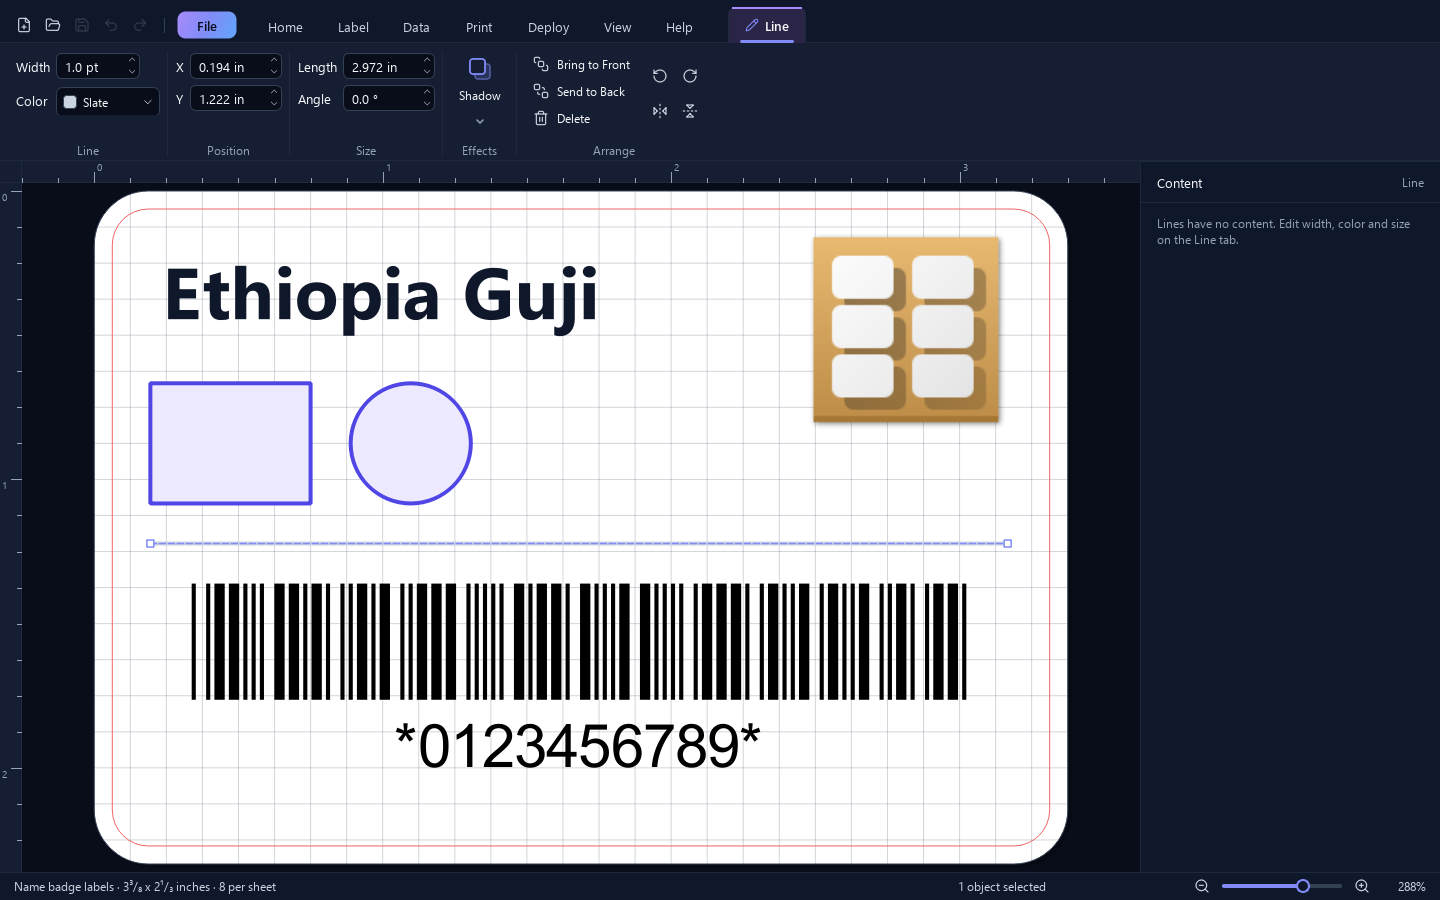 File
Home
Label
Data
Print
Deploy
View
Help
Line
Width 1.0 pt
Color Slate
Line
X 0.194 in
Y 1.222 in
Position
Length 2.972 in
Angle 0.0 °
Size
Shadow
Effects
Bring to Front
Send to Back
Delete
Arrange
0 1 2 3
0
1
2
Ethiopia Guji
*0123456789*
Content
Line
Lines have no content. Edit width, color and size
on the Line tab.
Name badge labels · 3³/₈ x 2¹/₃ inches · 8 per sheet
1 object selected
288%